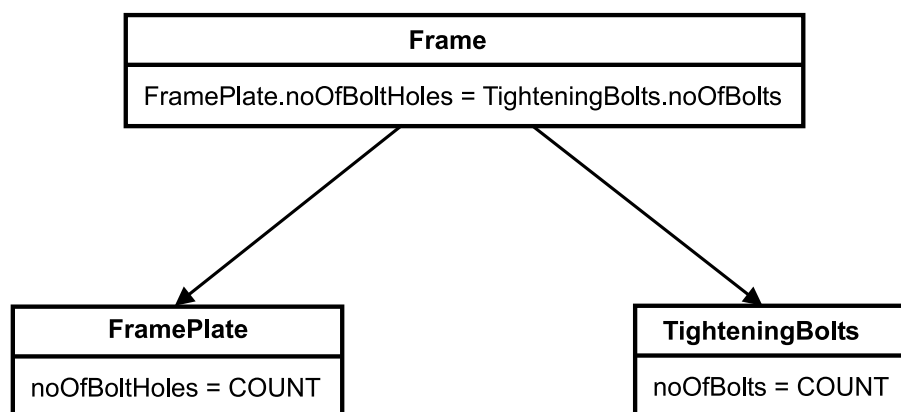 Frame
FramePlate.noOfBoltHoles = TighteningBolts.noOfBolts
FramePlate
noOfBoltHoles = COUNT
TighteningBolts
noOfBolts = COUNT